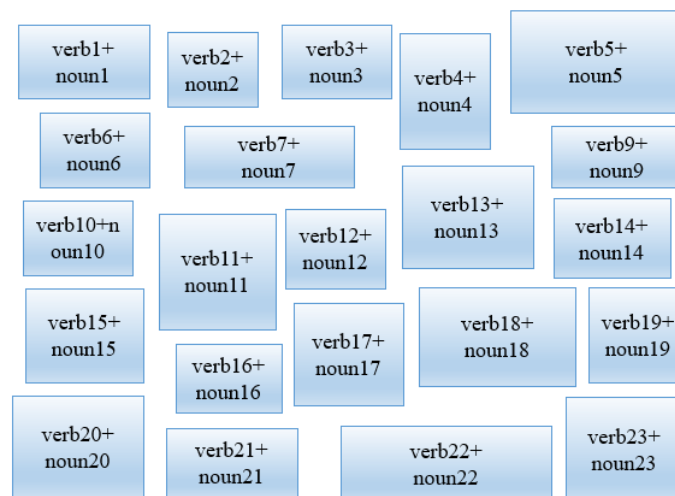 verb1+
noun1
verb2+
noun2
verb3+
noun3
verb4+
noun4
verb5+
noun5
verb6+
noun6
verb7+
noun7
verb9+
noun9
verb10+n
oun10
verb11+
noun11
verb12+
noun12
verb13+
noun13
verb14+
noun14
verb15+
noun15
verb16+
noun16
verb17+
noun17
verb18+
noun18
verb19+
noun19
verb20+
noun20
verb21+
noun21
verb22+
noun22
verb23+
noun23